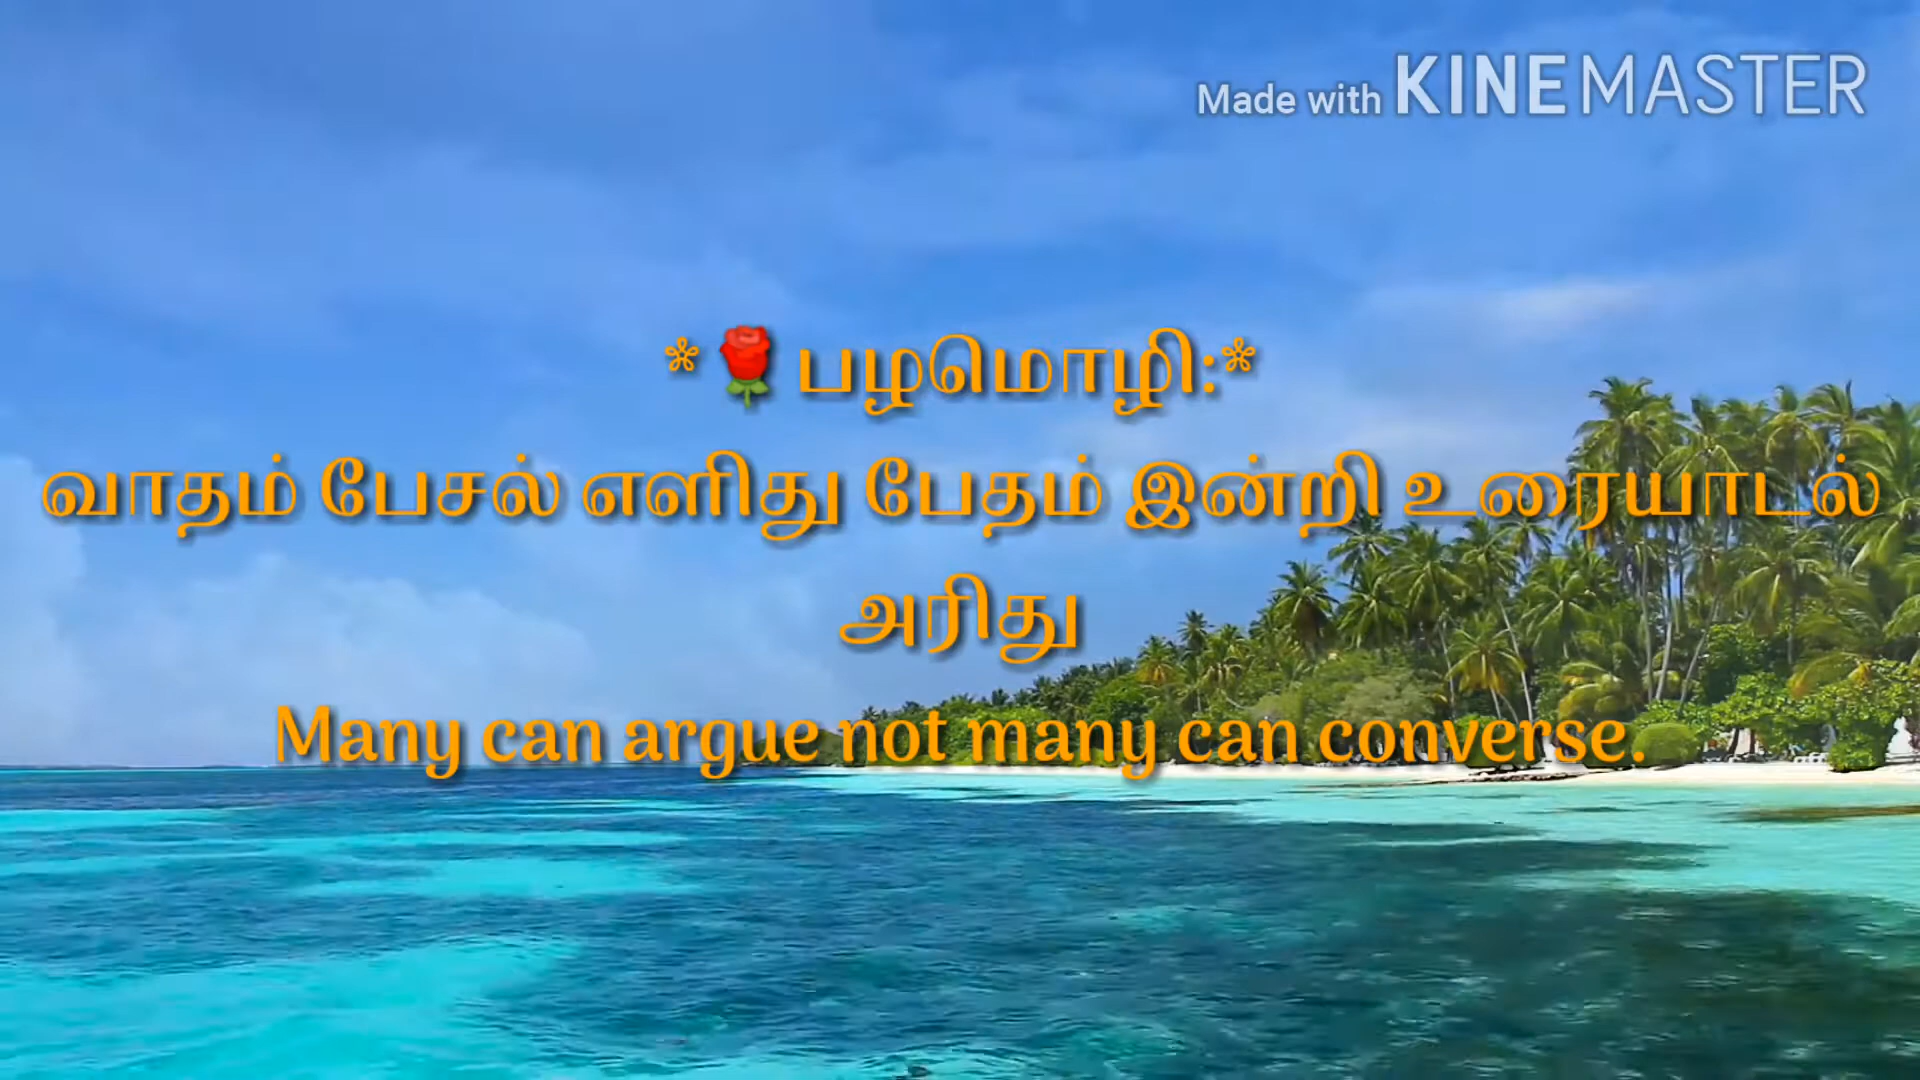 Made with KINEMASTER
*🌹பழமொழி:*
வாதம் பேசல் எளிது பேதம் இன்றி உரையாடல்
அரிது
Many can argue not many can converse.